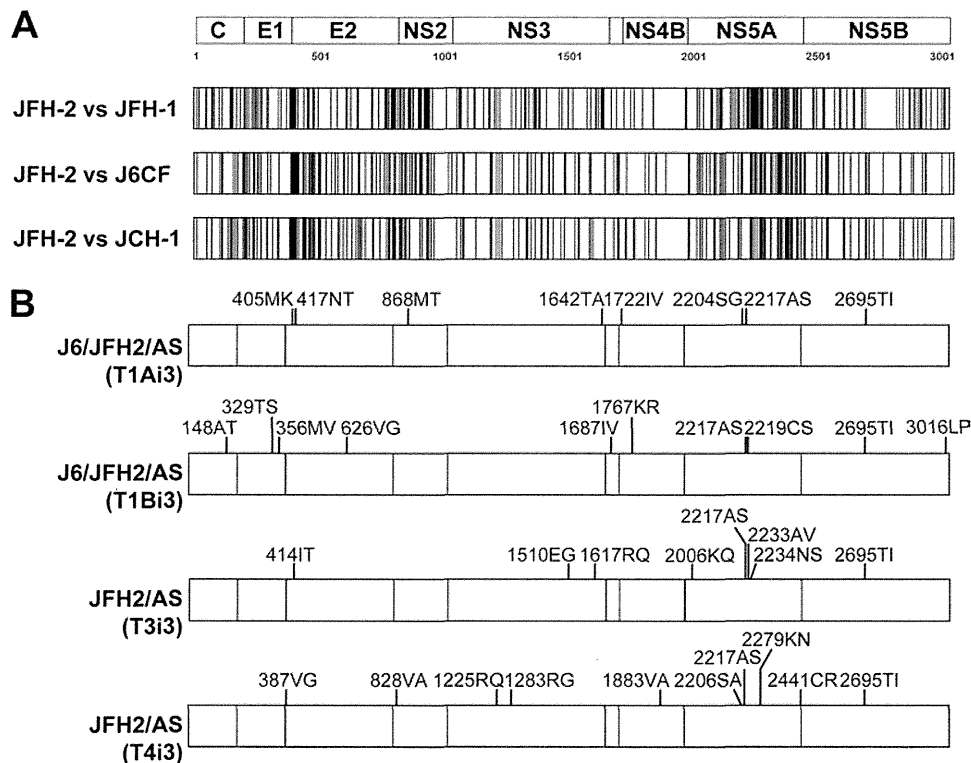 A
C E1 E2 NS2 NS3 NS4B NS5A NS5B
1 501 1001 1501 2001 2501 3001
JFH-2 vs JFH-1
JFH-2 vs J6CF
JFH-2 vs JCH-1
B
405MK 417NT 868MT 1642TA 1722IV 2204SG 2217AS 2695TI
J6/JFH2/AS
(T1Ai3)
329TS 1767KR
148AT 356MV 626VG 1687IV 2217AS 2219CS 2695TI 3016LP
J6/JFH2/AS
(T1Bi3)
2217AS
2233AV
414IT 1510EG 1617RQ 2006KQ 2234NS 2695TI
JFH2/AS
(T3i3)
2279KN
2217AS
387VG 828VA 1225RQ 1283RG 1883VA 2206SA 2441CR 2695TI
JFH2/AS
(T4i3)